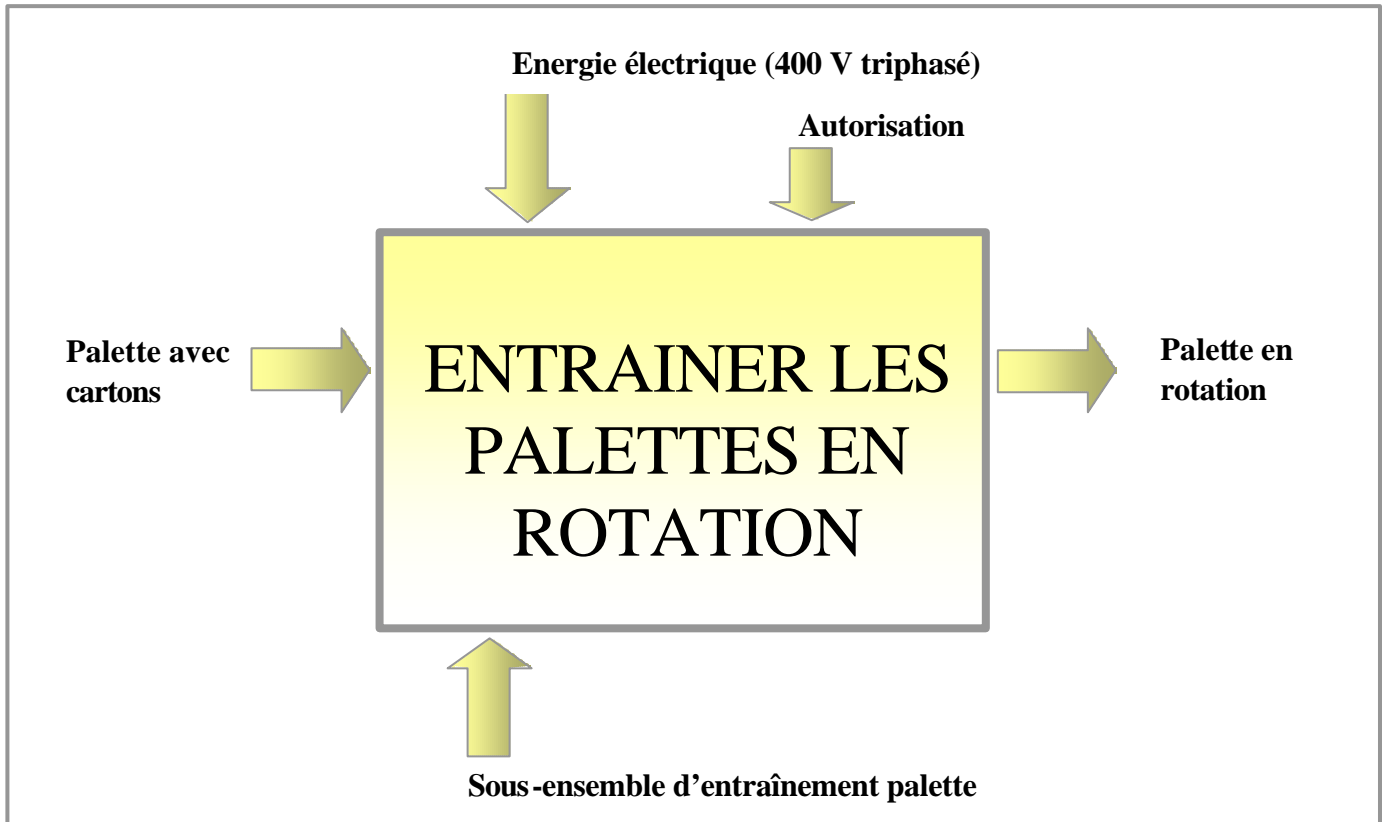 Energie électrique (400 V triphasé)
Autorisation
Palette avec
cartons
ENTRAINER LES
PALETTES EN
ROTATION
Palette en
rotation
Sous-ensemble d’entraînement palette